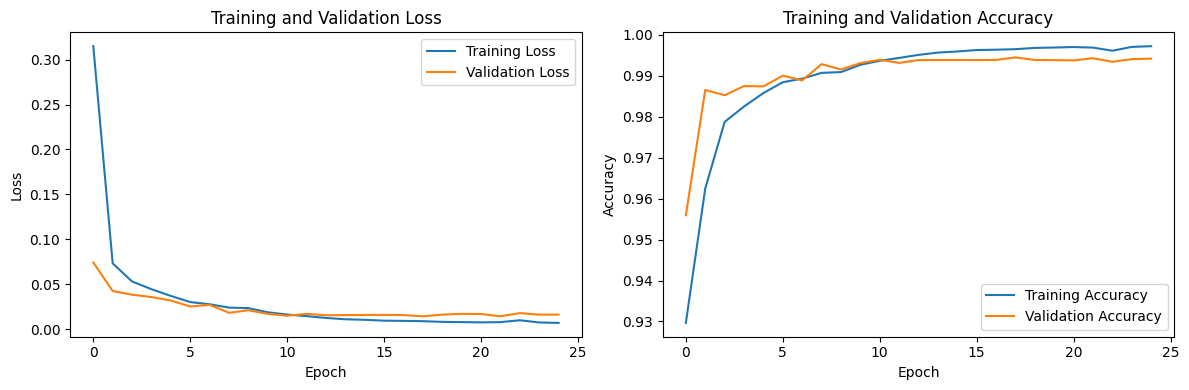 Training and Validation Loss
Training Loss
Validation Loss
0.30
0.25
0.20
0.15
0.10
0.05
0.00
Loss
0
5
10
15
20
25
Epoch
Training and Validation Accuracy
1.00
0.99
0.98
0.97
0.96
0.95
0.94
0.93
Accuracy
Training Accuracy
Validation Accuracy
0
5
10
15
20
25
Epoch